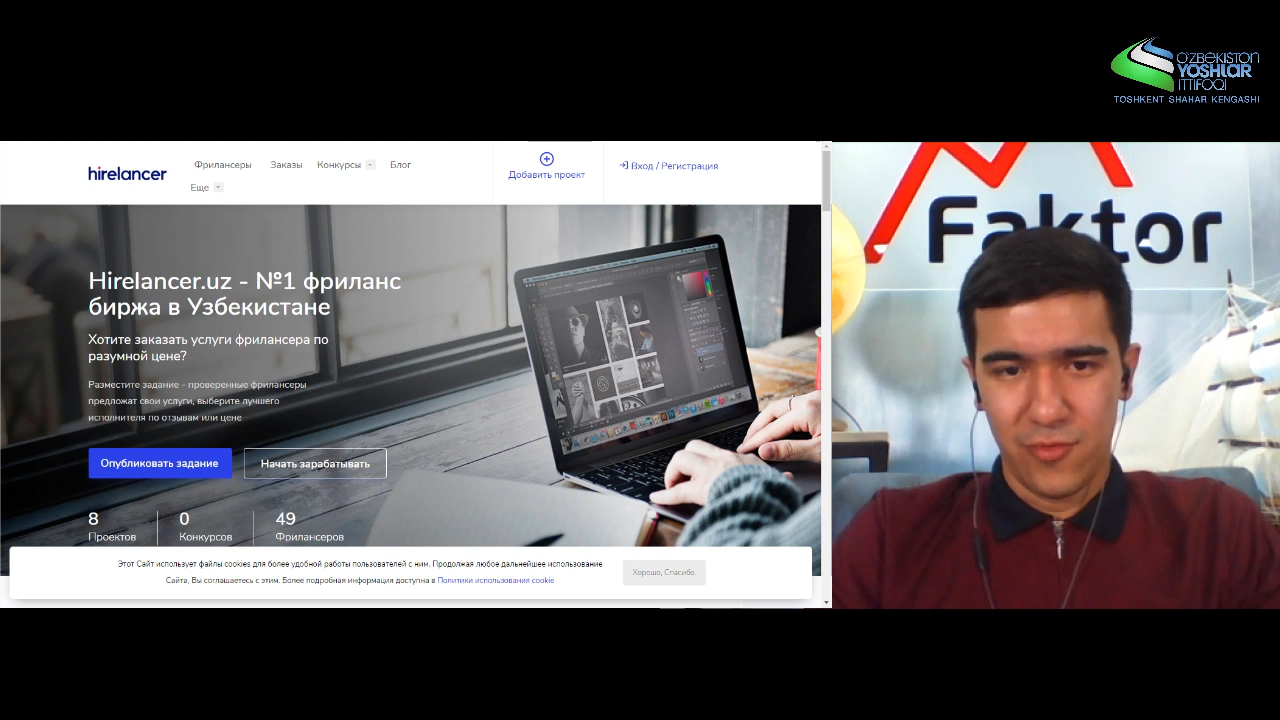 O'ZBEKISTON
YOSHLAR
ITTIFOQI
TOSHKENT SHAHAR KENGASHI
hirelancer
Фрилансеры Заказы Конкурсы Блог
Еще
Добавить проект
Вход / Регистрация
Faktor
Hirelancer.uz - №1 фриланс
биржа в Узбекистане
Хотите заказать услуги фрилансера по
разумной цене?
Разместите задание - проверенные фрилансеры
предложат свои услуги, выберите лучшего
исполнителя по отзывам или цене
Опубликовать задание
Начать зарабатывать
8 0 49
Проектов Конкурсов Фрилансеров
Этот Сайт использует файлы cookies для более удобной работы пользователей с ним. Продолжая любое дальнейшее использование
Сайта, Вы соглашаетесь с этим. Более подробная информация доступна в Политики использования cookie
Хорошо, Спасибо.